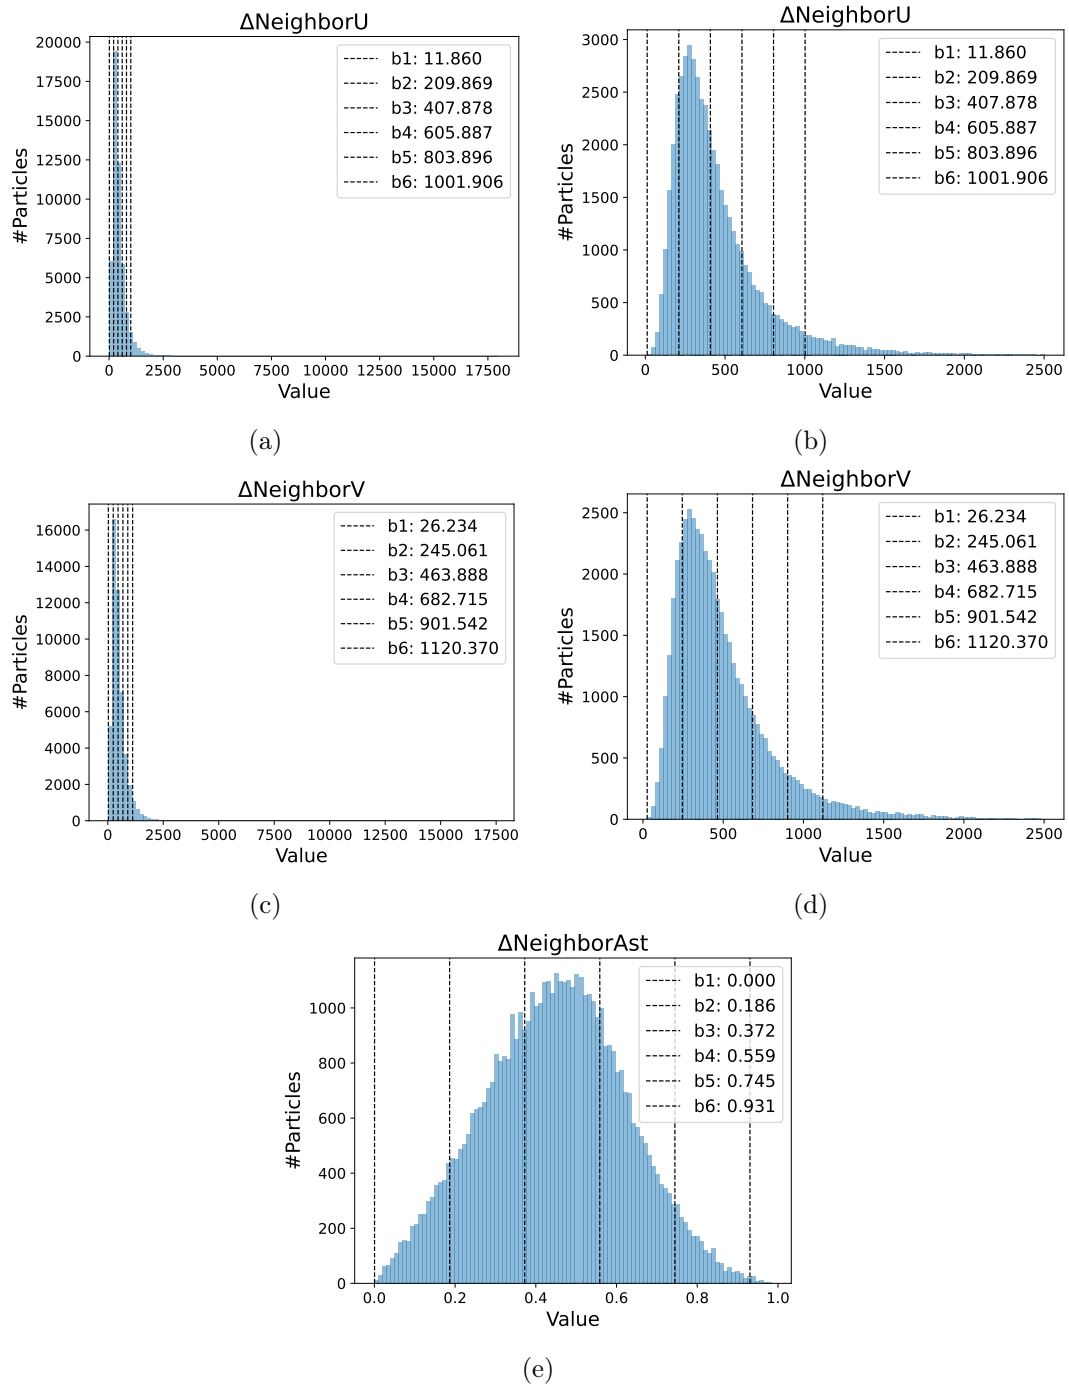 ΔNeighborU
20000
17500
15000
12500
10000
7500
5000
2500
0
#Particles
b1: 11.860
b2: 209.869
b3: 407.878
b4: 605.887
b5: 803.896
b6: 1001.906
0 2500 5000 7500 10000 12500 15000 17500
Value
(a)
ΔNeighborU
3000
2500
2000
1500
1000
500
0
#Particles
b1: 11.860
b2: 209.869
b3: 407.878
b4: 605.887
b5: 803.896
b6: 1001.906
0 500 1000 1500 2000 2500
Value
(b)
ΔNeighborV
16000
14000
12000
10000
8000
6000
4000
2000
0
#Particles
b1: 26.234
b2: 245.061
b3: 463.888
b4: 682.715
b5: 901.542
b6: 1120.370
0 2500 5000 7500 10000 12500 15000 17500
Value
(c)
ΔNeighborV
2500
2000
1500
1000
500
0
#Particles
b1: 26.234
b2: 245.061
b3: 463.888
b4: 682.715
b5: 901.542
b6: 1120.370
0 500 1000 1500 2000 2500
Value
(d)
ΔNeighborAst
1000
800
600
400
200
0
#Particles
b1: 0.000
b2: 0.186
b3: 0.372
b4: 0.559
b5: 0.745
b6: 0.931
0.0 0.2 0.4 0.6 0.8 1.0
Value
(e)